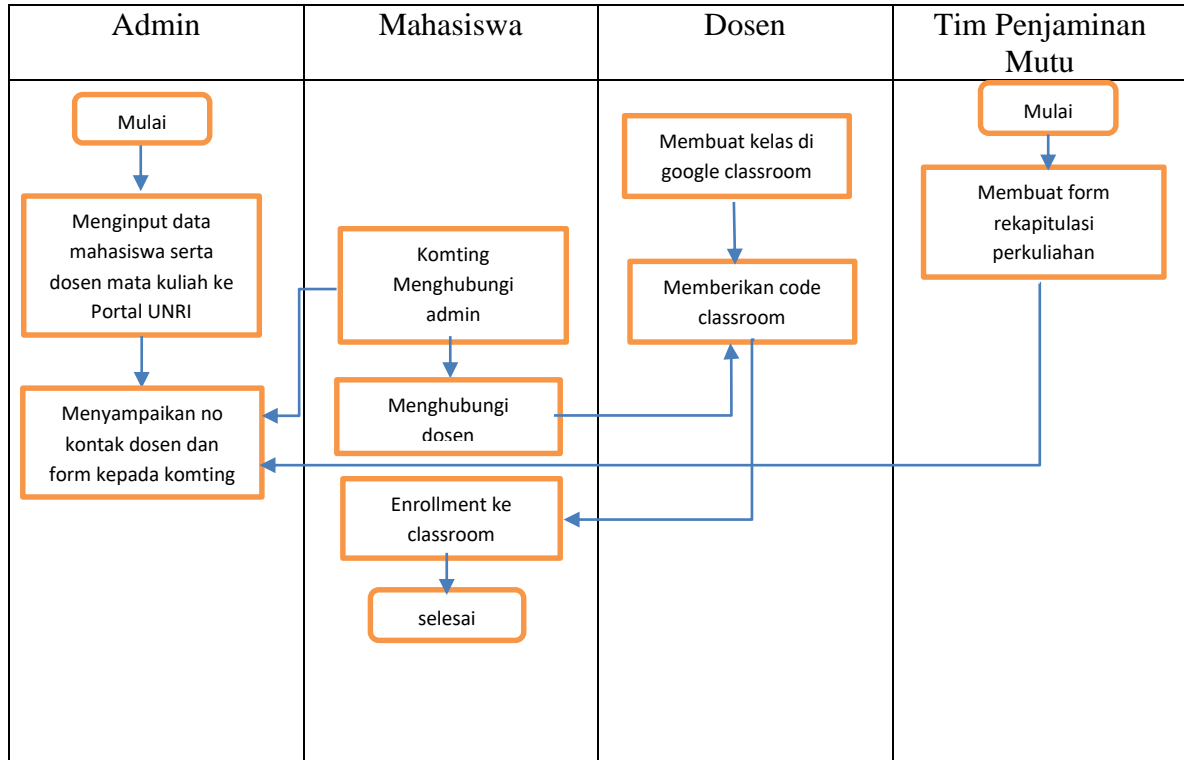 Admin
Mahasiswa
Dosen
Tim Penjaminan
Mutu
Mulai
Menginput data
mahasiswa serta
dosen mata kuliah ke
Portal UNRI
Menyampaikan no
kontak dosen dan
form kepada komting
Komting
Menghubungi
admin
Menghubungi
dosen
Enrollment ke
classroom
selesai
Membuat kelas di
google classroom
Memberikan code
classroom
Mulai
Membuat form
rekapitulasi
perkuliahan